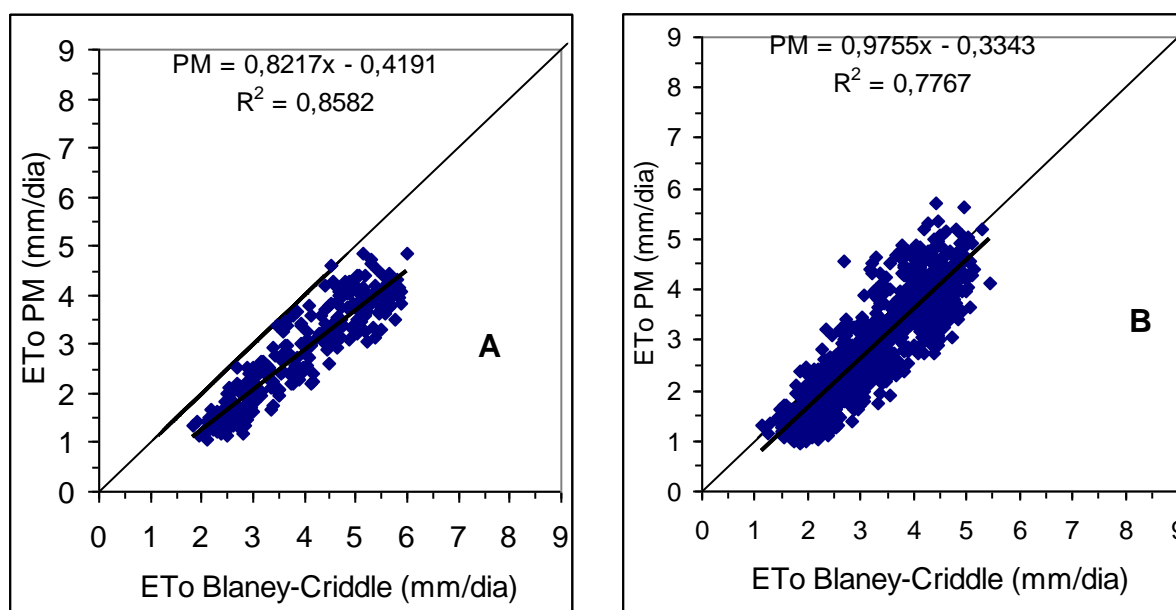 PM = 0,8217x - 0,4191
R² = 0,8582
9
8
7
6
5
4
3
2
1
0
ETo PM (mm/dia)
A
0 1 2 3 4 5 6 7 8 9
ETo Blaney-Criddle (mm/dia)
PM = 0,9755x - 0,3343
R² = 0,7767
9
8
7
6
5
4
3
2
1
0
ETo PM (mm/dia)
B
0 1 2 3 4 5 6 7 8 9
ETo Blaney-Criddle (mm/dia)